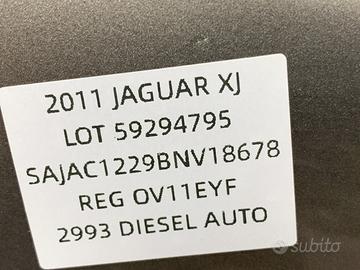 2011 JAGUAR XJ
LOT 59294795
SAJAC1229BNV18678
REG OV11EYF
2993 DIESEL AUTO
subito